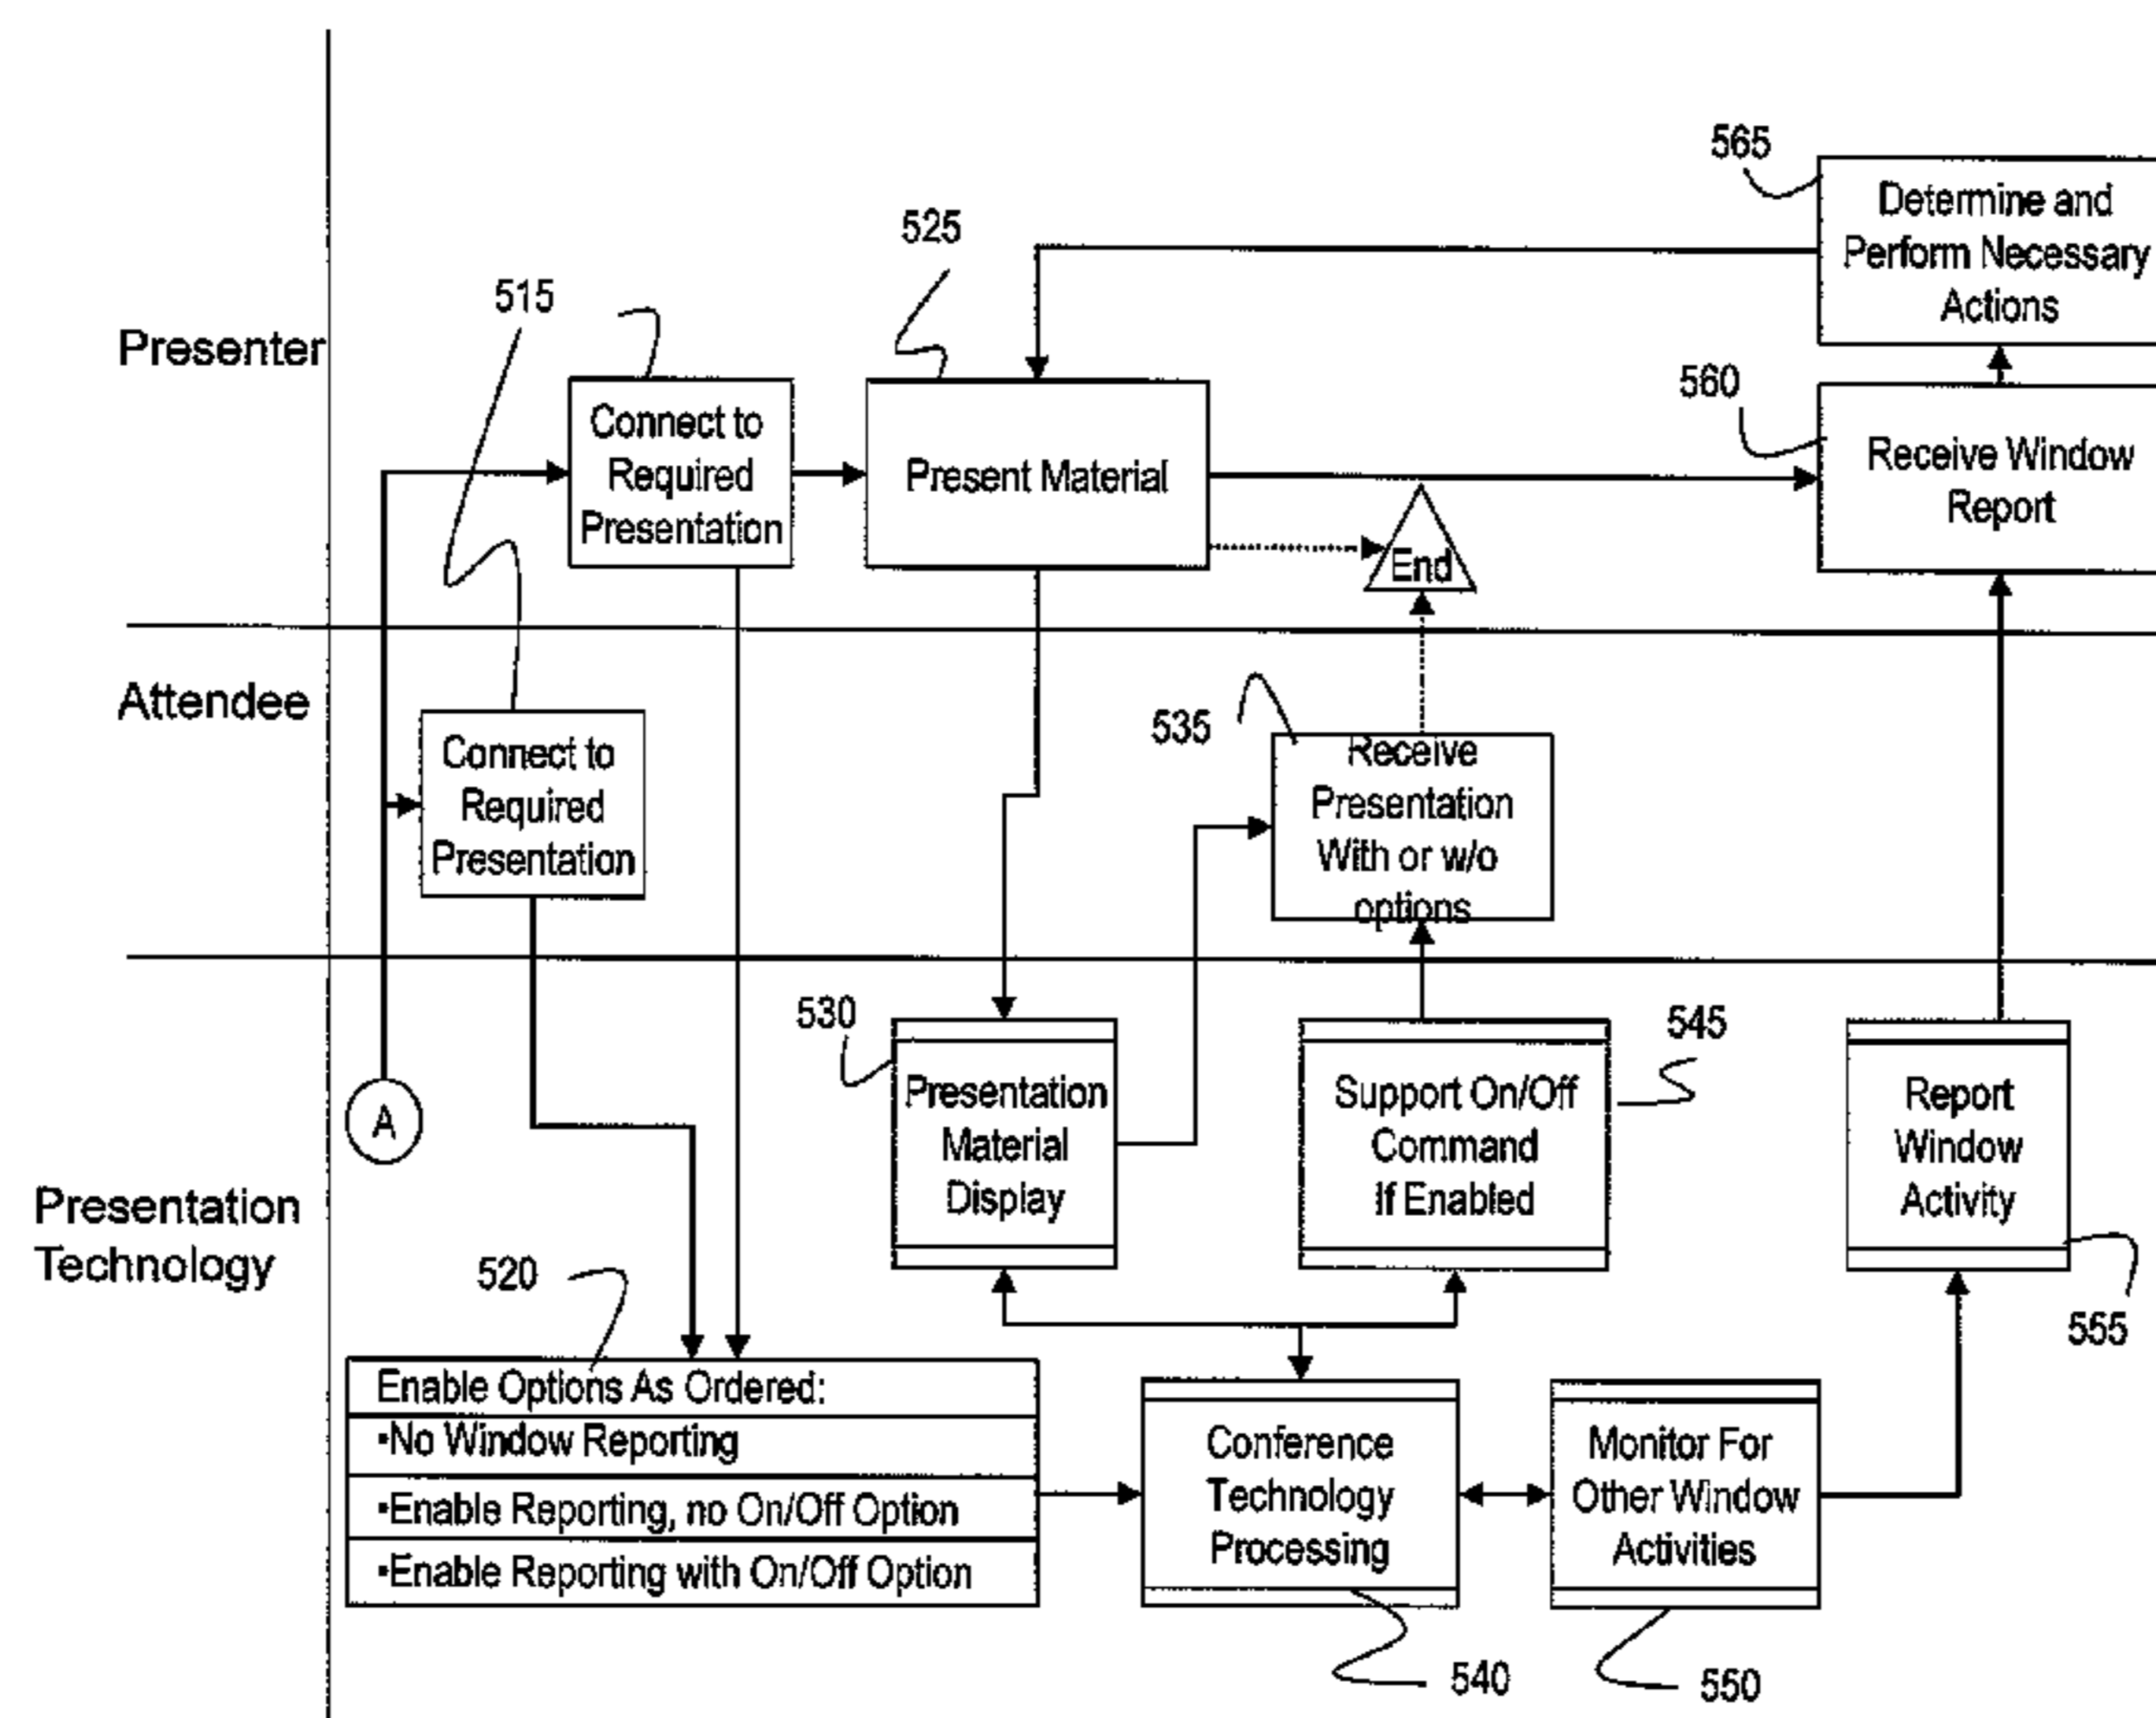 565
Determine and
Perform Necessary
Actions
525
515
Presenter
560
Connect to
Required
Presentation
Present Material
Receive Window
Report
End
Attendee
535
Connect to
Required
Presentation
Receive
Presentation
With or w/o
options
530
545
Presentation
Material
Display
Support On/Off
Command
If Enabled
Report
Window
Activity
A
Presentation
Technology
520
555
Enable Options As Ordered:
▪No Window Reporting
▪Enable Reporting, no On/Off Option
▪Enable Reporting with On/Off Option
Conference
Technology
Processing
Monitor For
Other Window
Activities
540
550